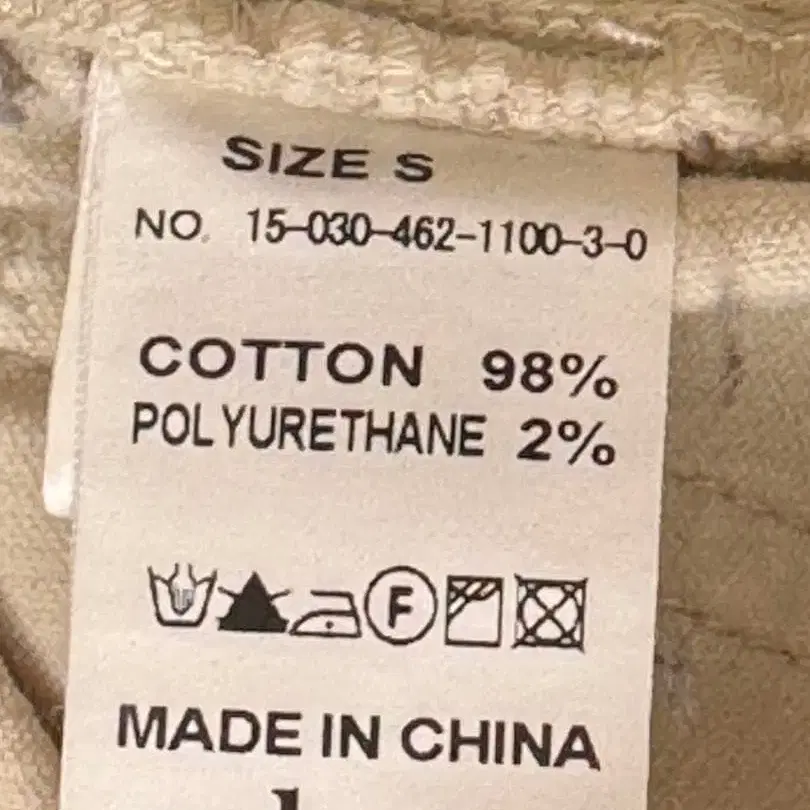 SIZE S
NO. 15-030-462-1100-3-0
COTTON 98%
POLYURETHANE 2%
F
MADE IN CHINA